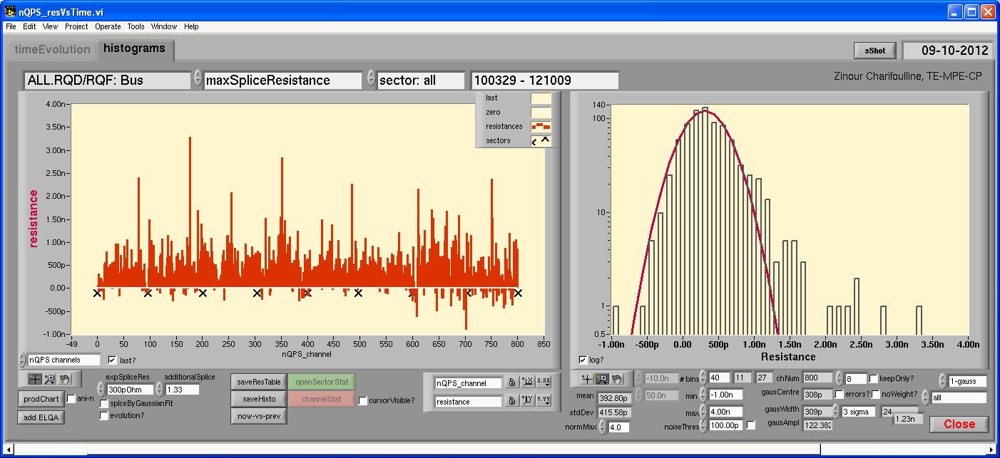 nQPS_resVsTime.vi
File Edit View Project Operate Tools Window Help
timeEvolution histograms sShot 09-10-2012
ALL.RQD/RQF: Bus maxSpliceResistance sector: all 100329 - 121009 Zinour Charifoulline, TE-MPE-CP
last
zero
resistances
sectors
resistance
4.00n
3.50n
3.00n
2.50n
2.00n
1.50n
1.00n
500p
0.00
-500p
-1.00n
-49 0 50 100 150 200 250 300 350 400 450 500 550 600 650 700 750 800 850
nQPS_channel
140
100
10
1
0.5
-1.00n -500p 0.00 500p 1.00n 1.50n 2.00n 2.50n 3.00n 3.50n 4.00n
Resistance
nQPS channels last?
log?
expSpliceRes additionalSplice
300pOhm 1.33
prodChart ani-n
spliceByGaussianFit
add ELQA evolution?
saveResTable openSectorStat
saveHisto channelStat
now-vs-prev
cursorVisible?
nQPS_channel
resistance
-10.0n # bins 40 11 27 chNum 800 8 keepOnly? 1-gauss
mean 392.80p 50.0n min -1.00n gausCentre 308p errors? noWeight? alll
stdDev 415.58p max 4.00n gausWidth 309p 3 sigma 24 1.23n
normMax 4.0 noiseThres 100.00p gausAmpl 122.382
Close